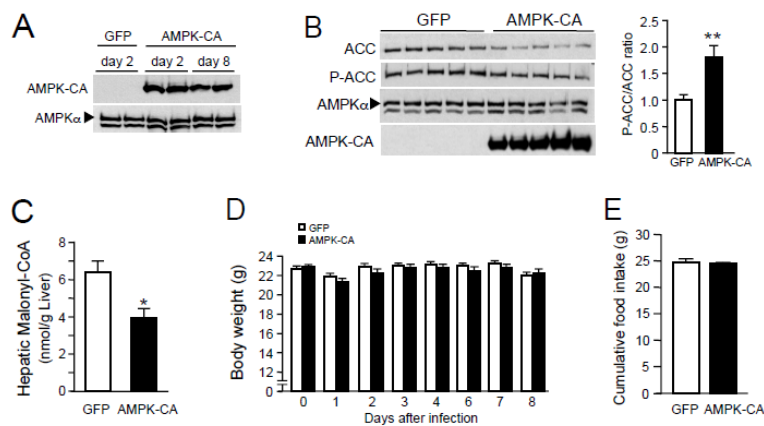 A
GFP AMPK-CA
day 2 day 2 day 8
AMPK-CA
AMPKα
B
GFP AMPK-CA
ACC
P-ACC
AMPKα
AMPK-CA
P-ACC/ACC ratio
2.5
2.0
1.5
1.0
0.5
0
**
GFP AMPK-CA
C
Hepatic Malonyl-CoA
(nmol/g Liver)
8
6
4
2
0
*
GFP AMPK-CA
D
GFP
AMPK-CA
Body weight (g)
26
24
22
20
18
16
14
12
0
0 1 2 3 4 6 7 8
Days after infection
E
Cumulative food intake (g)
30
25
20
15
10
5
0
GFP AMPK-CA